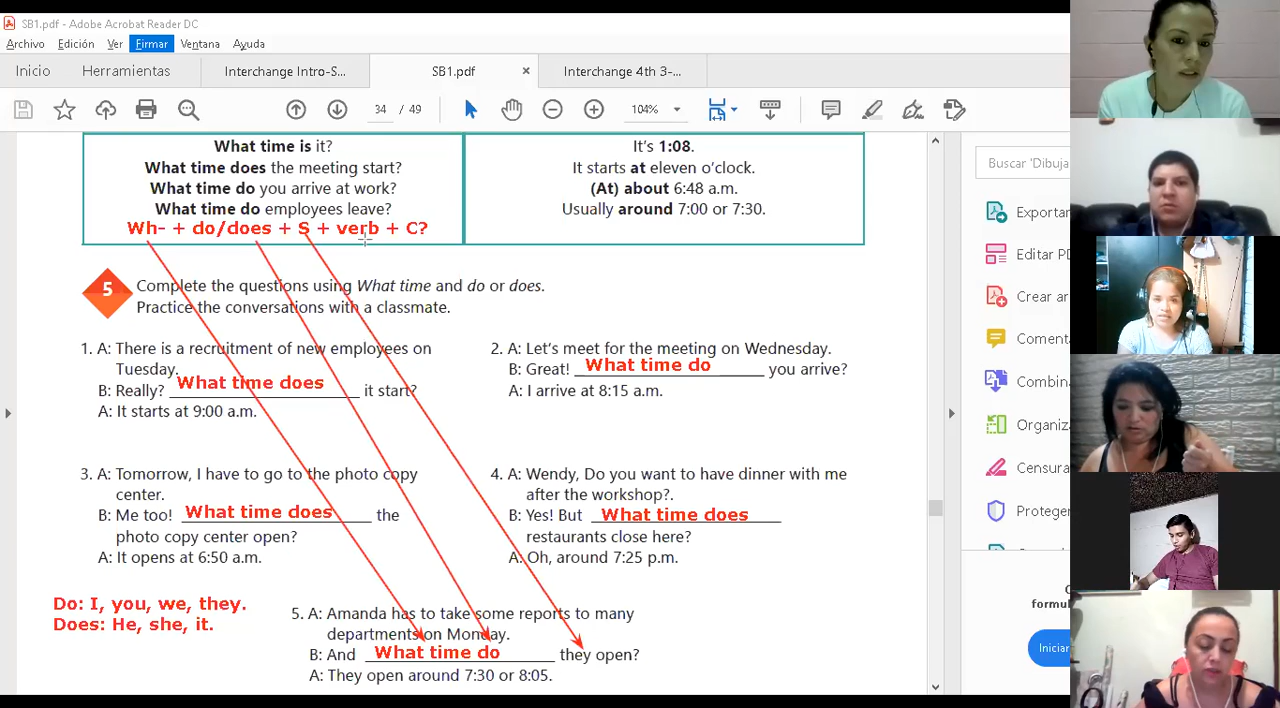 SB1.pdf - Adobe Acrobat Reader DC
Archivo Edición Ver Firmar Ventana Ayuda
Inicio Herramientas Interchange Intro-S... SB1.pdf × Interchange 4th 3-...
34 / 49 104%
What time is it? It's 1:08.
What time does the meeting start? It starts at eleven o'clock.
What time do you arrive at work? (At) about 6:48 a.m.
What time do employees leave? Usually around 7:00 or 7:30.
Wh- + do/does + S + verb + C?
5 Complete the questions using What time and do or does.
Practice the conversations with a classmate.
1. A: There is a recruitment of new employees on
Tuesday.
B: Really? What time does it start?
A: It starts at 9:00 a.m.
2. A: Let's meet for the meeting on Wednesday.
B: Great! What time do you arrive?
A: I arrive at 8:15 a.m.
3. A: Tomorrow, I have to go to the photo copy
center.
B: Me too! What time does the
photo copy center open?
A: It opens at 6:50 a.m.
4. A: Wendy, Do you want to have dinner with me
after the workshop?.
B: Yes! But What time does
restaurants close here?
A: Oh, around 7:25 p.m.
Do: I, you, we, they.
Does: He, she, it.
5. A: Amanda has to take some reports to many
departments on Monday.
B: And What time do they open?
A: They open around 7:30 or 8:05.
Buscar 'Dibuja
Exportar
Editar PD
Crear ar
Coment
Combin
Organiz
Censura
Proteger
formul
Iniciar